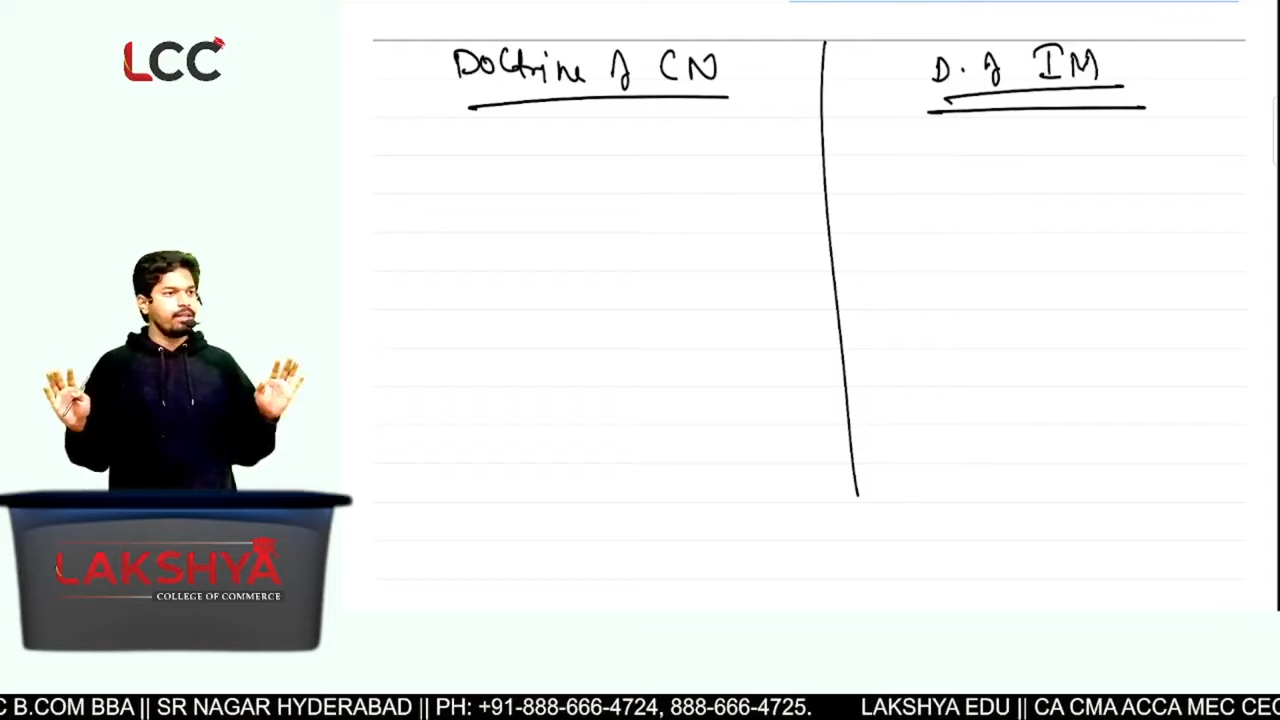 LCC
Doctrine of CN
D. of IM
LAKSHYA
COLLEGE OF COMMERCE
C B.COM BBA || SR NAGAR HYDERABAD || PH: +91-888-666-4724, 888-666-4725. LAKSHYA EDU || CA CMA ACCA MEC CEC